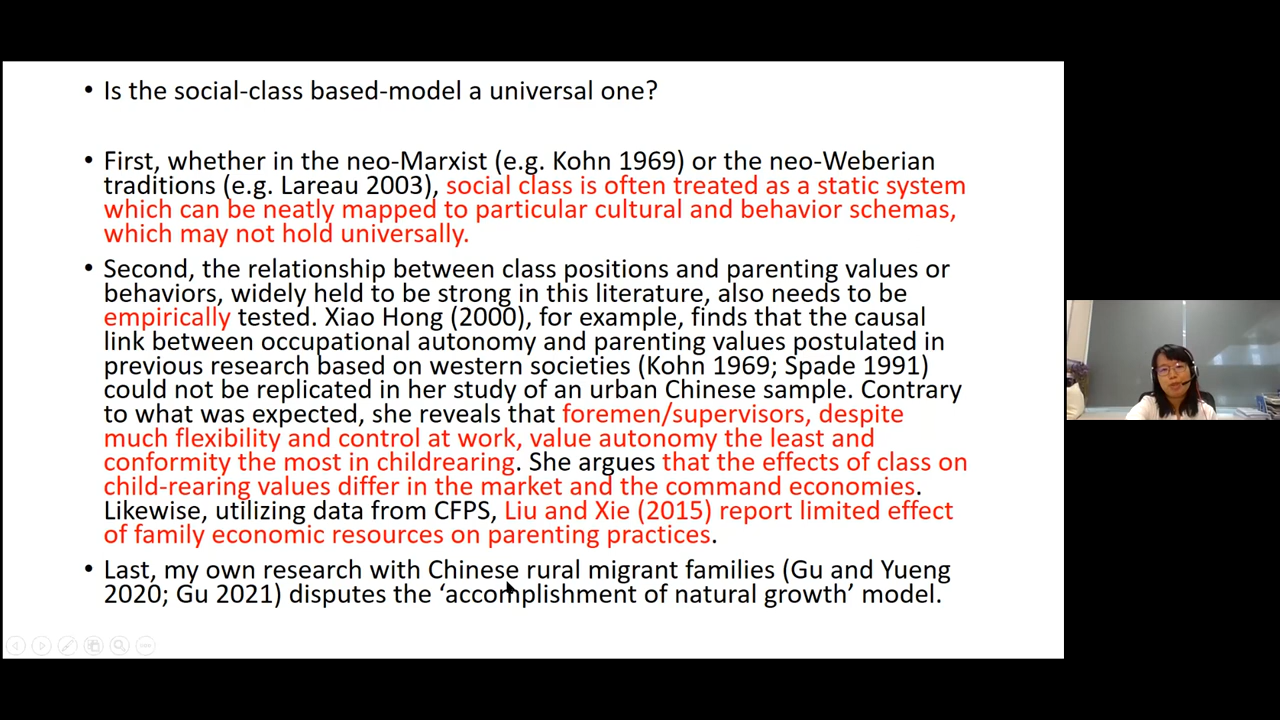 • Is the social-class based-model a universal one?
• First, whether in the neo-Marxist (e.g. Kohn 1969) or the neo-Weberian
traditions (e.g. Lareau 2003), social class is often treated as a static system
which can be neatly mapped to particular cultural and behavior schemas,
which may not hold universally.
• Second, the relationship between class positions and parenting values or
behaviors, widely held to be strong in this literature, also needs to be
empirically tested. Xiao Hong (2000), for example, finds that the causal
link between occupational autonomy and parenting values postulated in
previous research based on western societies (Kohn 1969; Spade 1991)
could not be replicated in her study of an urban Chinese sample. Contrary
to what was expected, she reveals that foremen/supervisors, despite
much flexibility and control at work, value autonomy the least and
conformity the most in childrearing. She argues that the effects of class on
child-rearing values differ in the market and the command economies.
Likewise, utilizing data from CFPS, Liu and Xie (2015) report limited effect
of family economic resources on parenting practices.
• Last, my own research with Chinese rural migrant families (Gu and Yueng
2020; Gu 2021) disputes the ‘accomplishment of natural growth’ model.